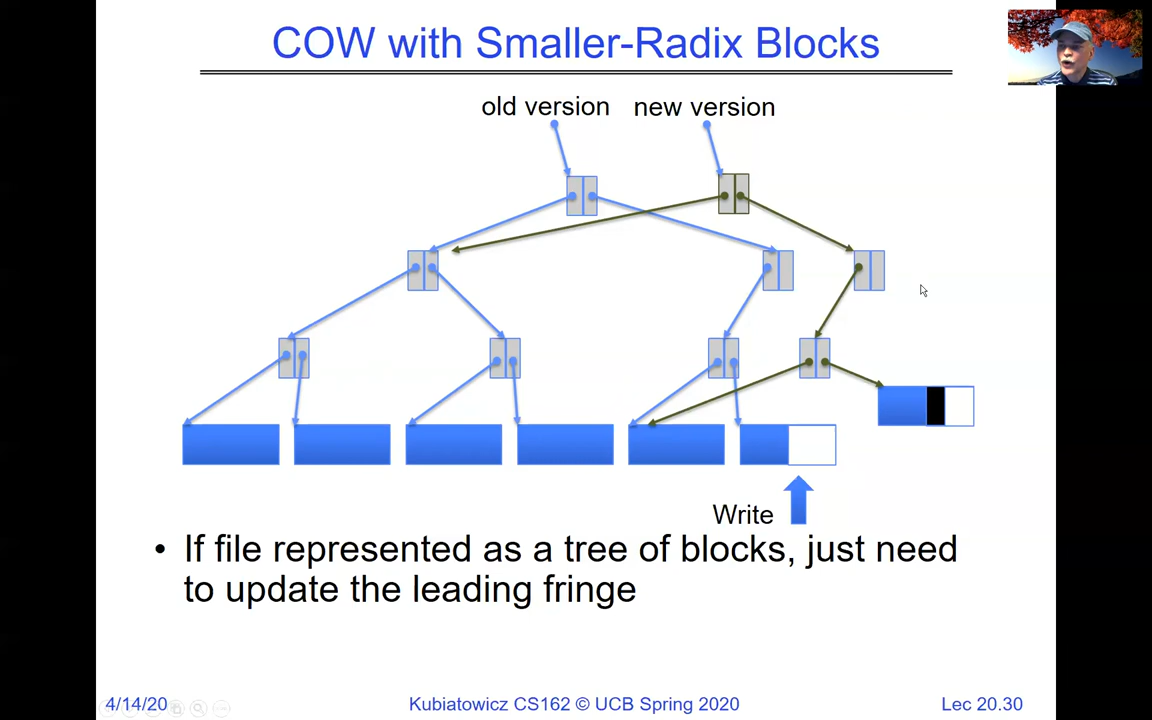 COW with Smaller-Radix Blocks
old version new version
Write
• If file represented as a tree of blocks, just need
to update the leading fringe
4/14/20 Kubiatowicz CS162 © UCB Spring 2020 Lec 20.30